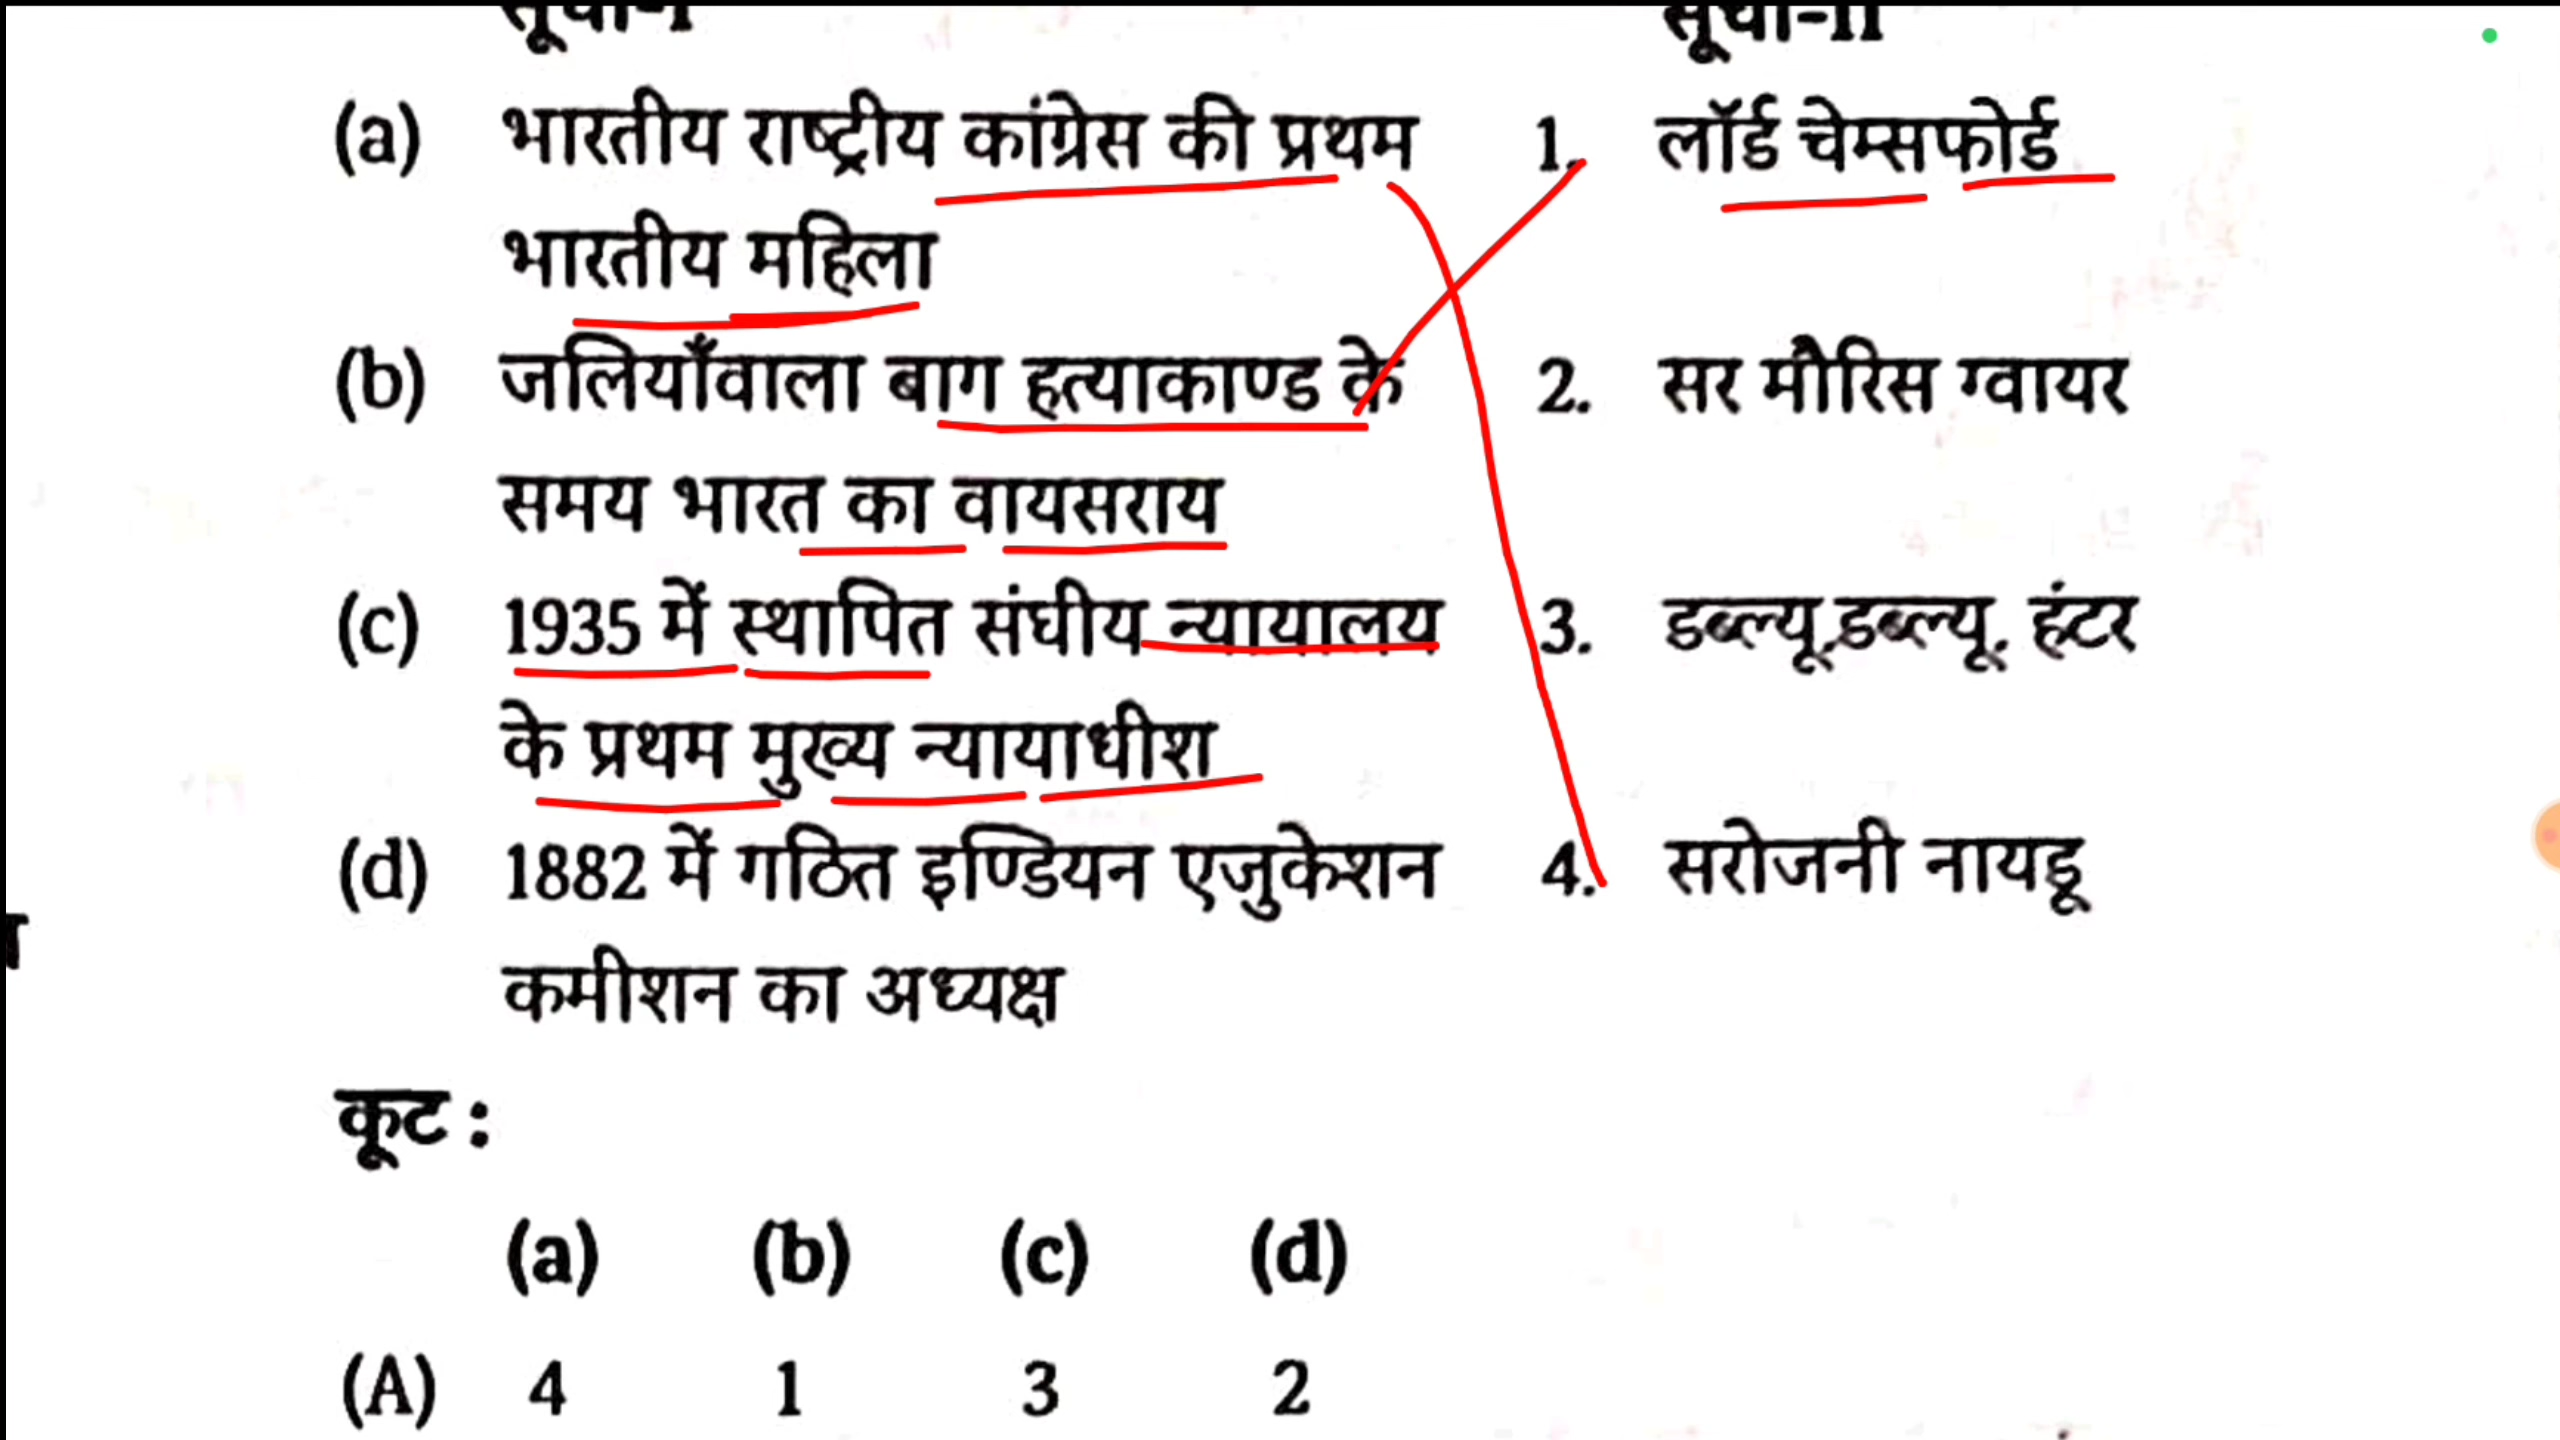 सूची-I सूची-II
(a) भारतीय राष्ट्रीय कांग्रेस की प्रथम 1. लॉर्ड चेम्सफोर्ड
भारतीय महिला
(b) जलियाँवाला बाग हत्याकाण्ड के 2. सर मौरिस ग्वायर
समय भारत का वायसराय
(c) 1935 में स्थापित संघीय न्यायालय 3. डब्ल्यू.डब्ल्यू. हंटर
के प्रथम मुख्य न्यायाधीश
(d) 1882 में गठित इण्डियन एजुकेशन 4. सरोजनी नायडू
कमीशन का अध्यक्ष
कूट :
(a) (b) (c) (d)
(A) 4 1 3 2